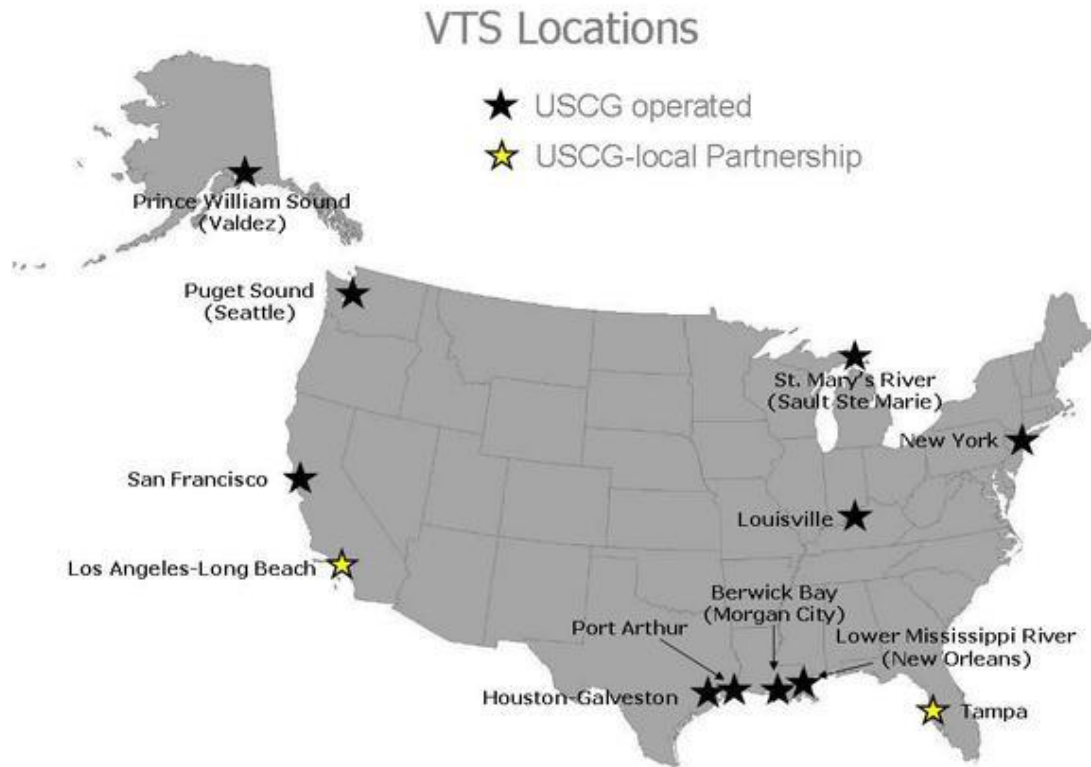 VTS Locations
USCG operated
USCG-local Partnership
Prince William Sound
(Valdez)
Puget Sound
(Seattle)
St. Mary's River
(Sault Ste Marie)
New York
San Francisco
Louisville
Los Angeles-Long Beach
Berwick Bay
(Morgan City)
Port Arthur
Lower Mississippi River
(New Orleans)
Houston-Galveston
Tampa